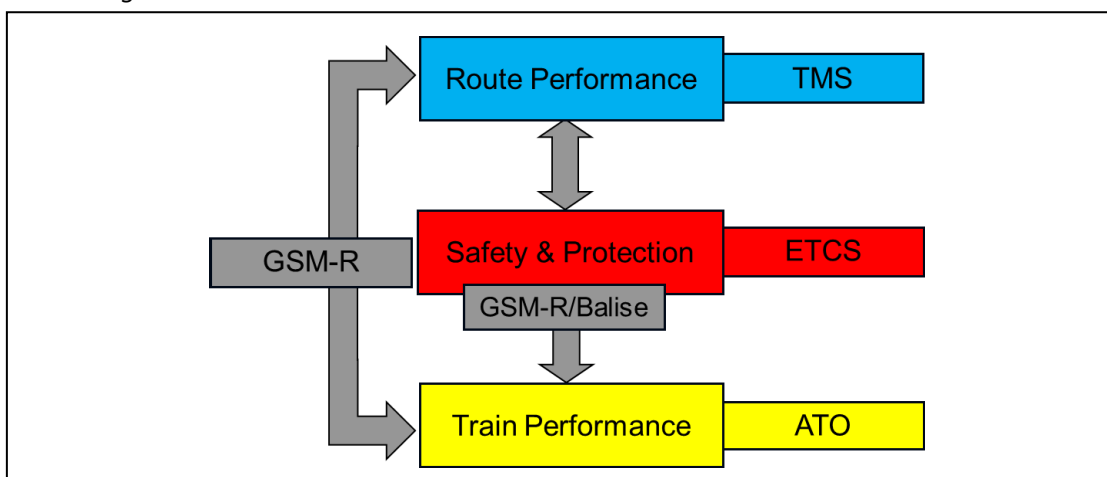 Route Performance
TMS
GSM-R
Safety & Protection
ETCS
GSM-R/Balise
Train Performance
ATO